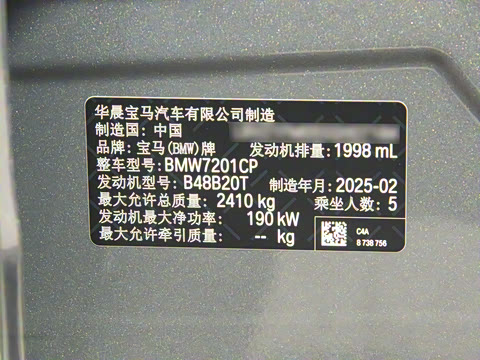 华晨宝马汽车有限公司制造
制造国: 中国
品牌: 宝马(BMW)牌 发动机排量: 1998 mL
整车型号: BMW7201CP
发动机型号: B48B20T 制造年月: 2025-02
最大允许总质量: 2410 kg 乘坐人数: 5
发动机最大净功率: 190 kW
最大允许牵引质量: -- kg
C4A
8 738 756